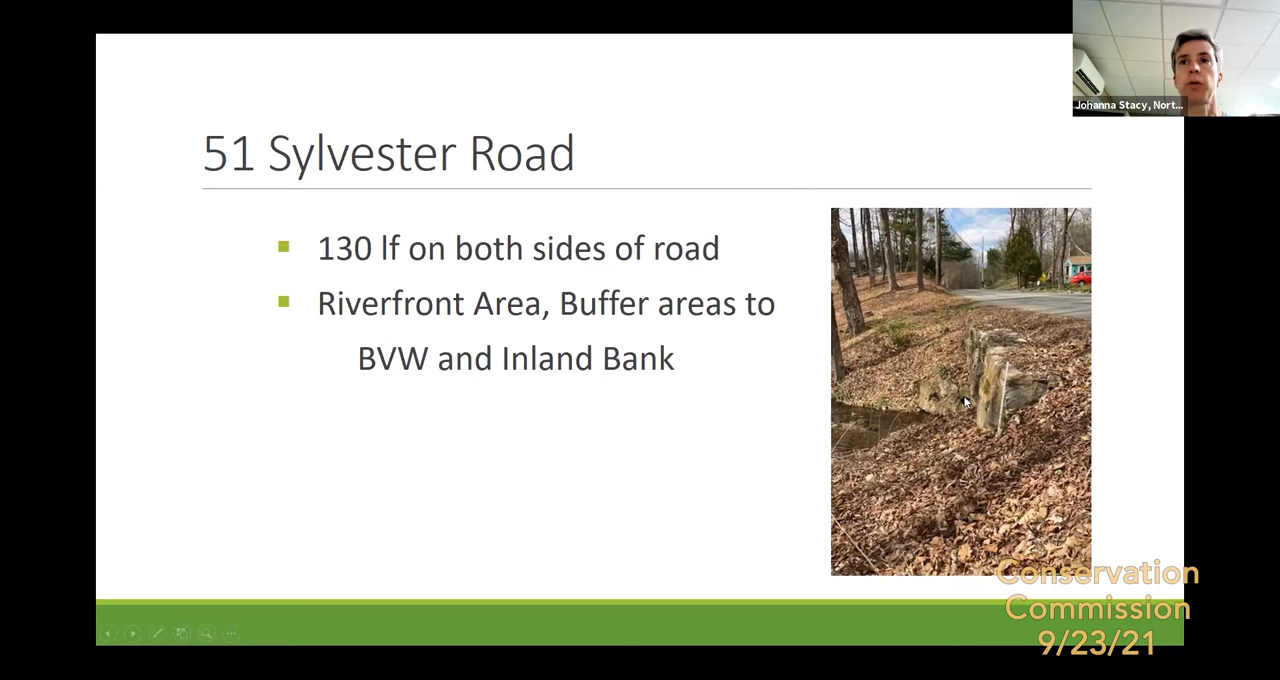 Johanna Stacy, Nort...
51 Sylvester Road
130 lf on both sides of road
Riverfront Area, Buffer areas to
BVW and Inland Bank
Conservation
Commission
9/23/21